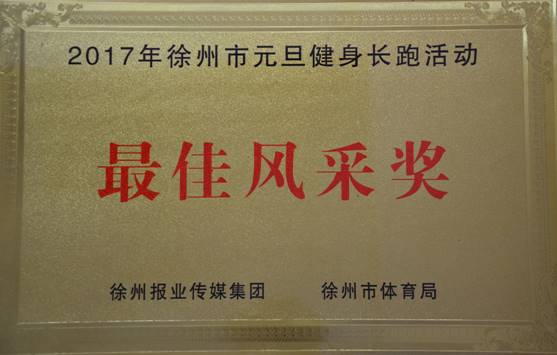 2017年徐州市元旦健身长跑活动
最佳风采奖
徐州报业传媒集团 徐州市体育局